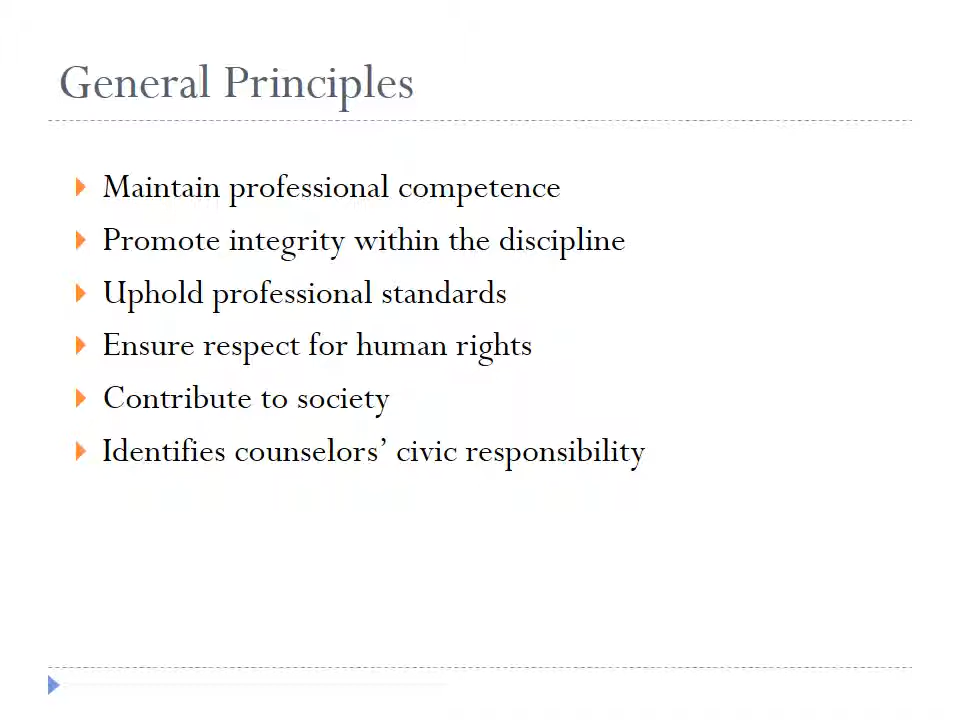 General Principles
Maintain professional competence
Promote integrity within the discipline
Uphold professional standards
Ensure respect for human rights
Contribute to society
Identifies counselors’ civic responsibility